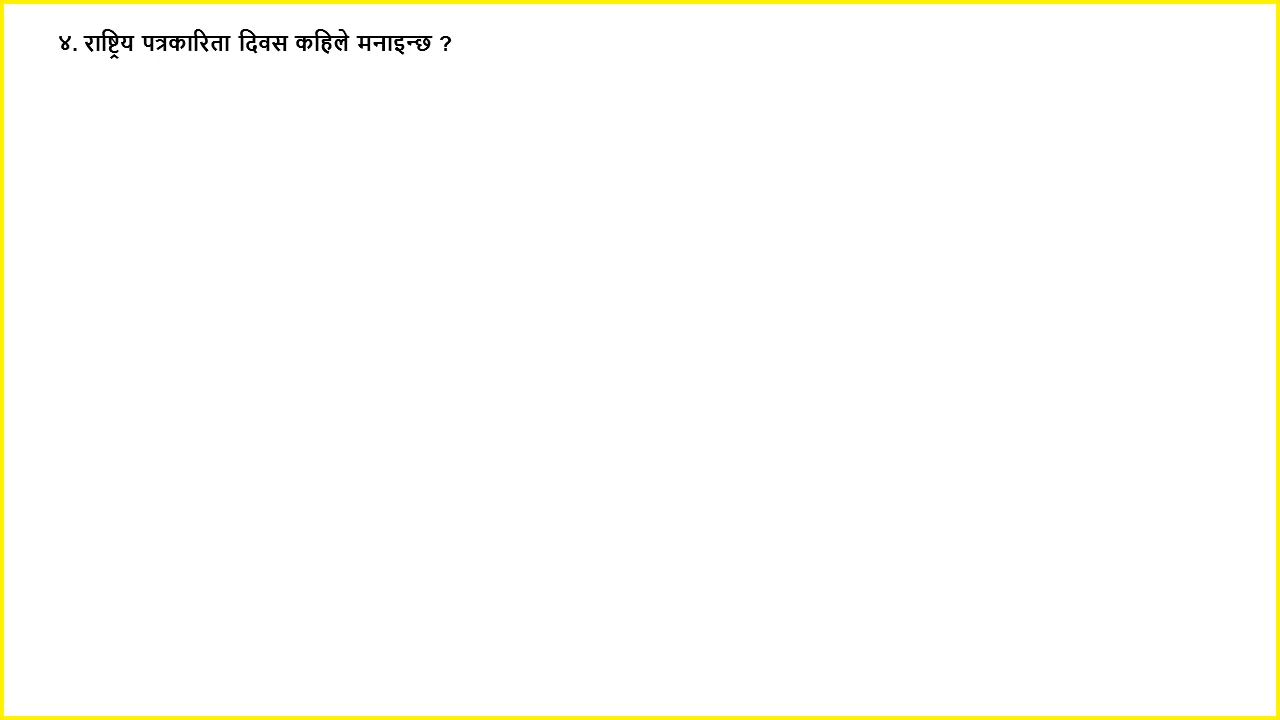 ४. राष्ट्रिय पत्रकारिता दिवस कहिले मनाइन्छ ?